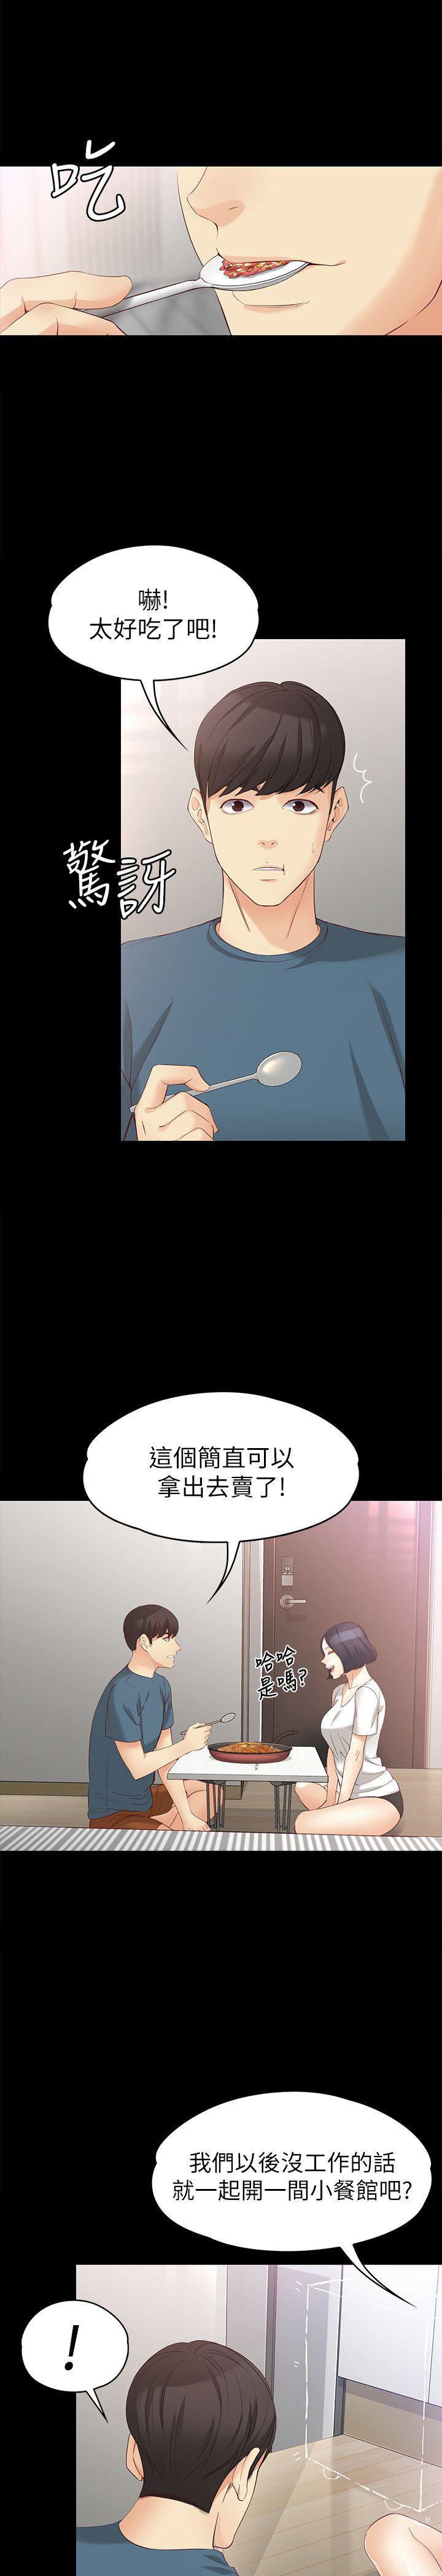 吃
嚇!
太好吃了吧!
驚訝
這個簡直可以
拿出去賣了!
哈哈
是嗎?
我們以後沒工作的話
就一起開一間小餐館吧?
!